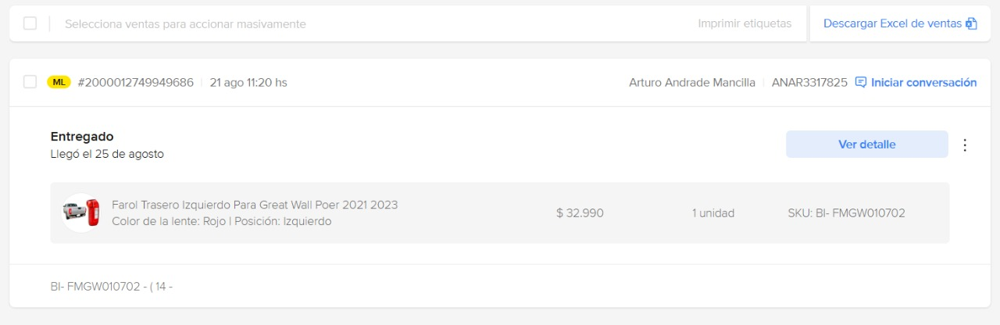 Selecciona ventas para accionar masivamente
Imprimir etiquetas
Descargar Excel de ventas
ML #2000012749949686 | 21 ago 11:20 hs
Arturo Andrade Mancilla | ANAR3317825 Iniciar conversación
Entregado
Llegó el 25 de agosto
Ver detalle
Farol Trasero Izquierdo Para Great Wall Poer 2021 2023
Color de la lente: Rojo | Posición: Izquierdo
$ 32.990
1 unidad
SKU: BI- FMGW010702
BI- FMGW010702 - ( 14 -